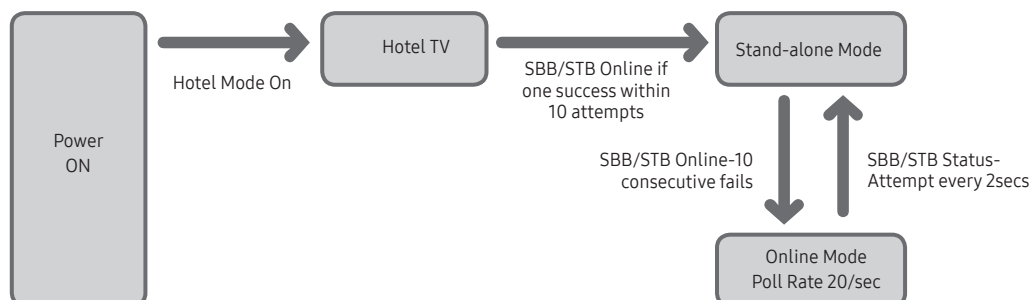 Power
ON
Hotel Mode On
Hotel TV
SBB/STB Online if
one success within
10 attempts
Stand-alone Mode
SBB/STB Online-10
consecutive fails
SBB/STB Status-
Attempt every 2secs
Online Mode
Poll Rate 20/sec